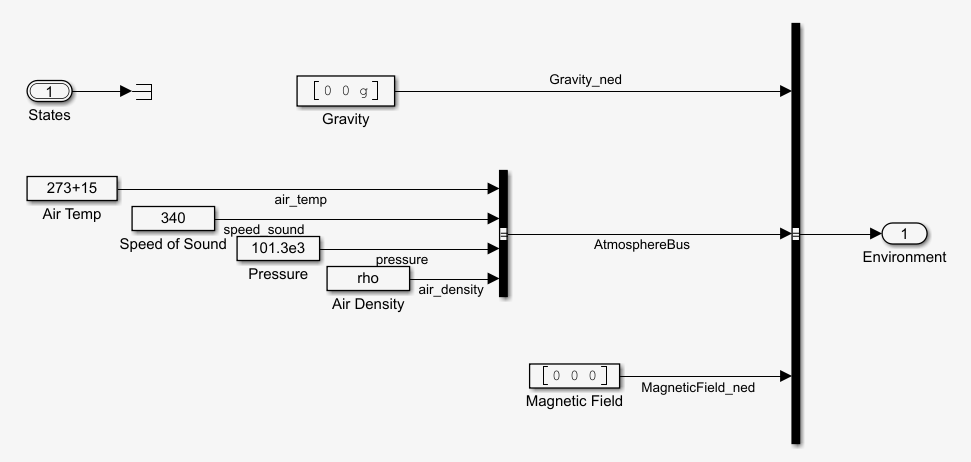 1
States
[ 0 0 g ]
Gravity
Gravity_ned
273+15
Air Temp
air_temp
340
Speed of Sound
speed_sound
101.3e3
Pressure
pressure
rho
Air Density
air_density
AtmosphereBus
1
Environment
[ 0 0 0 ]
Magnetic Field
MagneticField_ned